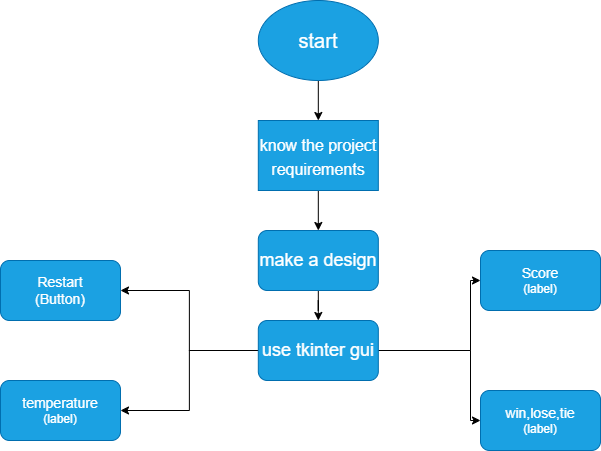 start
know the project
requirements
make a design
use tkinter gui
Restart
(Button)
temperature
(label)
Score
(label)
win,lose,tie
(label)